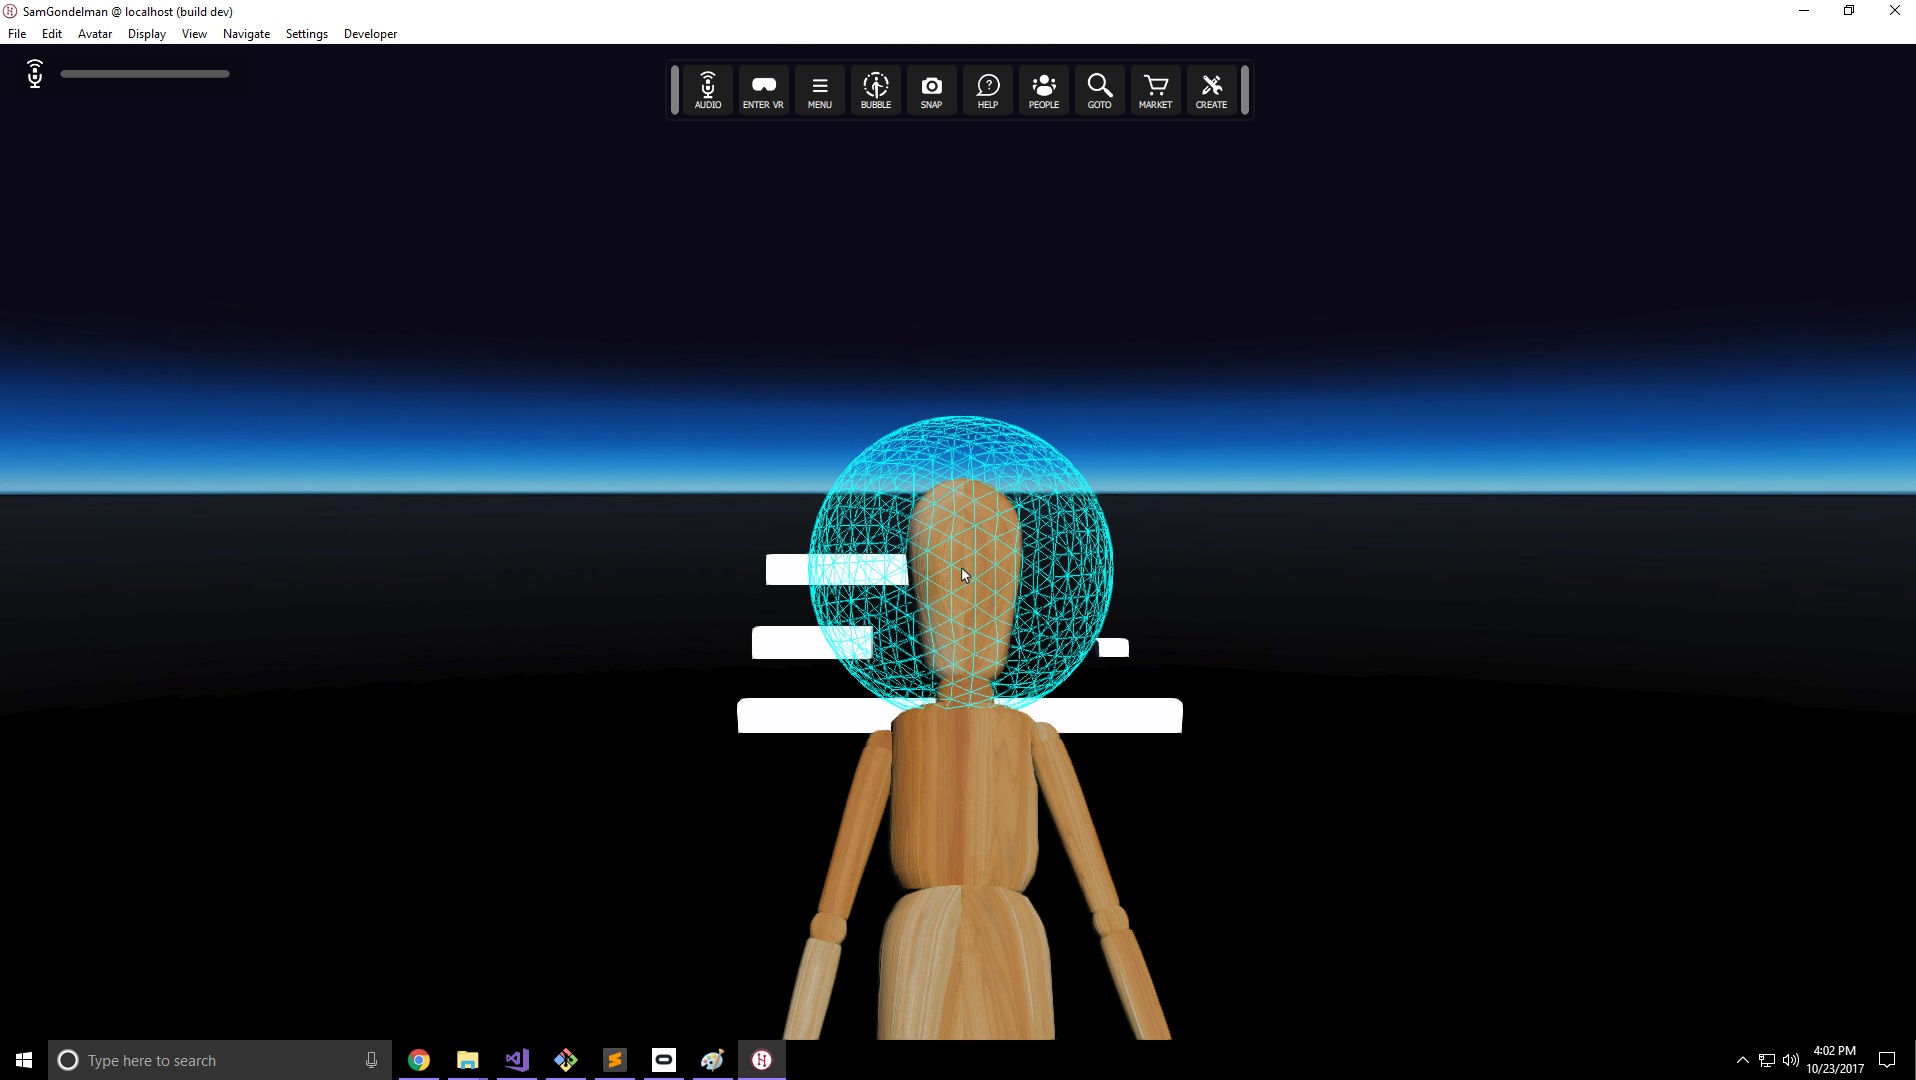 SamGondelman @ localhost (build dev)
File Edit Avatar Display View Navigate Settings Developer
AUDIO ENTER VR MENU BUBBLE SNAP HELP PEOPLE GOTO MARKET CREATE
Type here to search
4:02 PM
10/23/2017